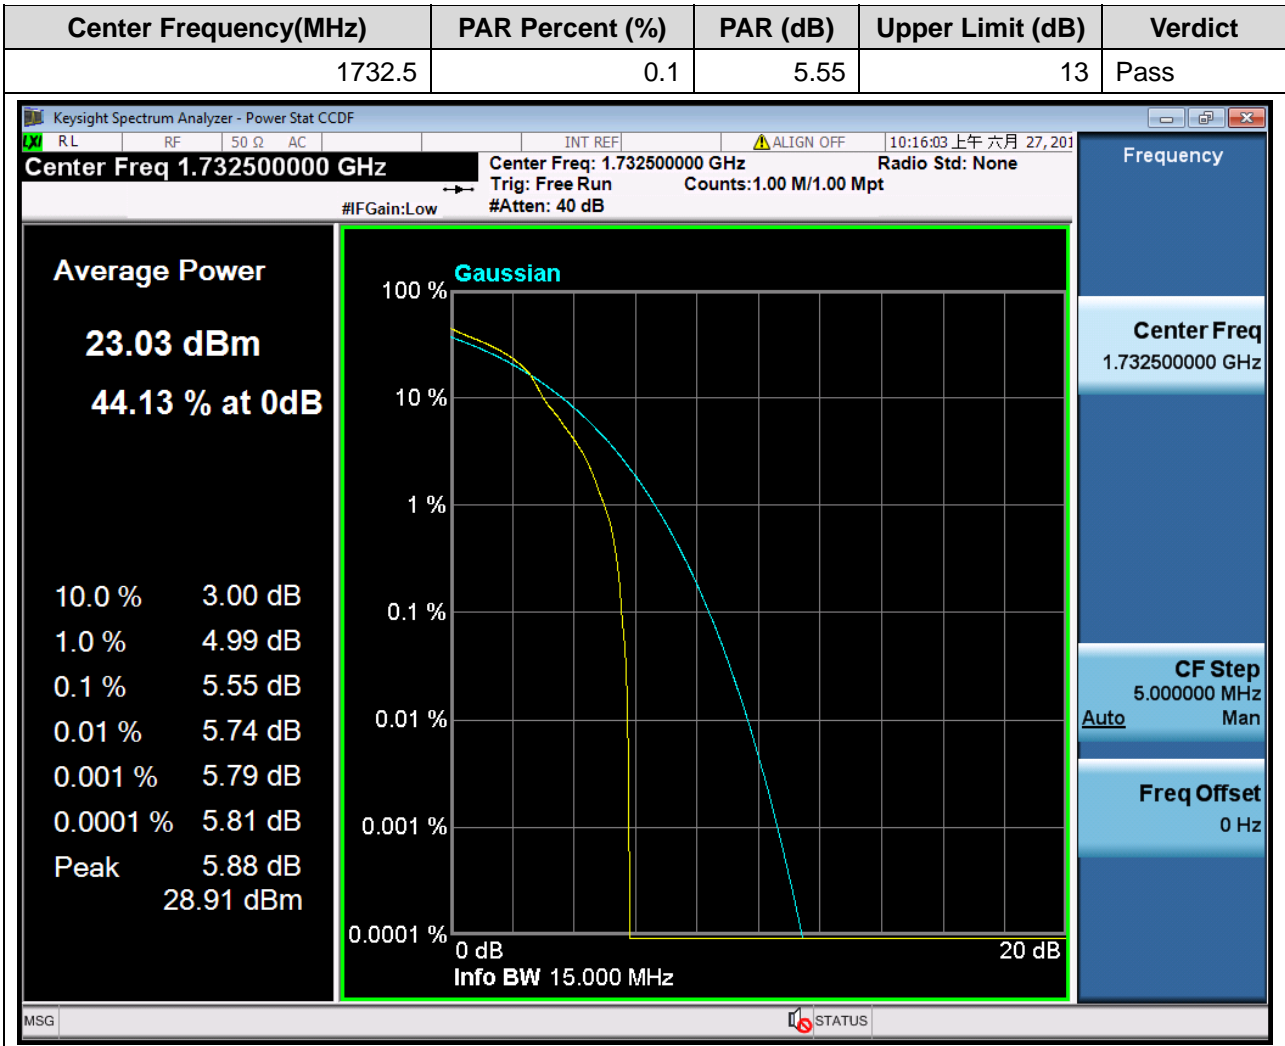 Center Frequency(MHz) PAR Percent (%) PAR (dB) Upper Limit (dB) Verdict
1732.5 0.1 5.55 13 Pass
Keysight Spectrum Analyzer - Power Stat CCDF
LXI RL RF 50 Ω AC INT REF ALIGN OFF 10:16:03 上午 六月 27, 201
Center Freq 1.732500000 GHz
Center Freq: 1.732500000 GHz Radio Std: None
Trig: Free Run Counts:1.00 M/1.00 Mpt
#IFGain:Low #Atten: 40 dB
Frequency
Average Power
23.03 dBm
44.13 % at 0dB
10.0 % 3.00 dB
1.0 % 4.99 dB
0.1 % 5.55 dB
0.01 % 5.74 dB
0.001 % 5.79 dB
0.0001 % 5.81 dB
Peak 5.88 dB
28.91 dBm
Gaussian
100 %
10 %
1 %
0.1 %
0.01 %
0.001 %
0.0001 %
0 dB 20 dB
Info BW 15.000 MHz
Center Freq
1.732500000 GHz
CF Step
5.000000 MHz
Auto Man
Freq Offset
0 Hz
MSG STATUS